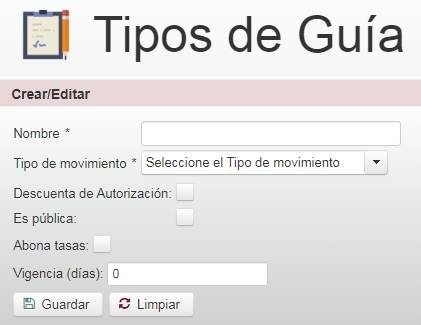 Tipos de Guía
Crear/Editar
Nombre *
Tipo de movimiento * Seleccione el Tipo de movimiento
Descuenta de Autorización:
Es pública:
Abona tasas:
Vigencia (días): 0
Guardar Limpiar